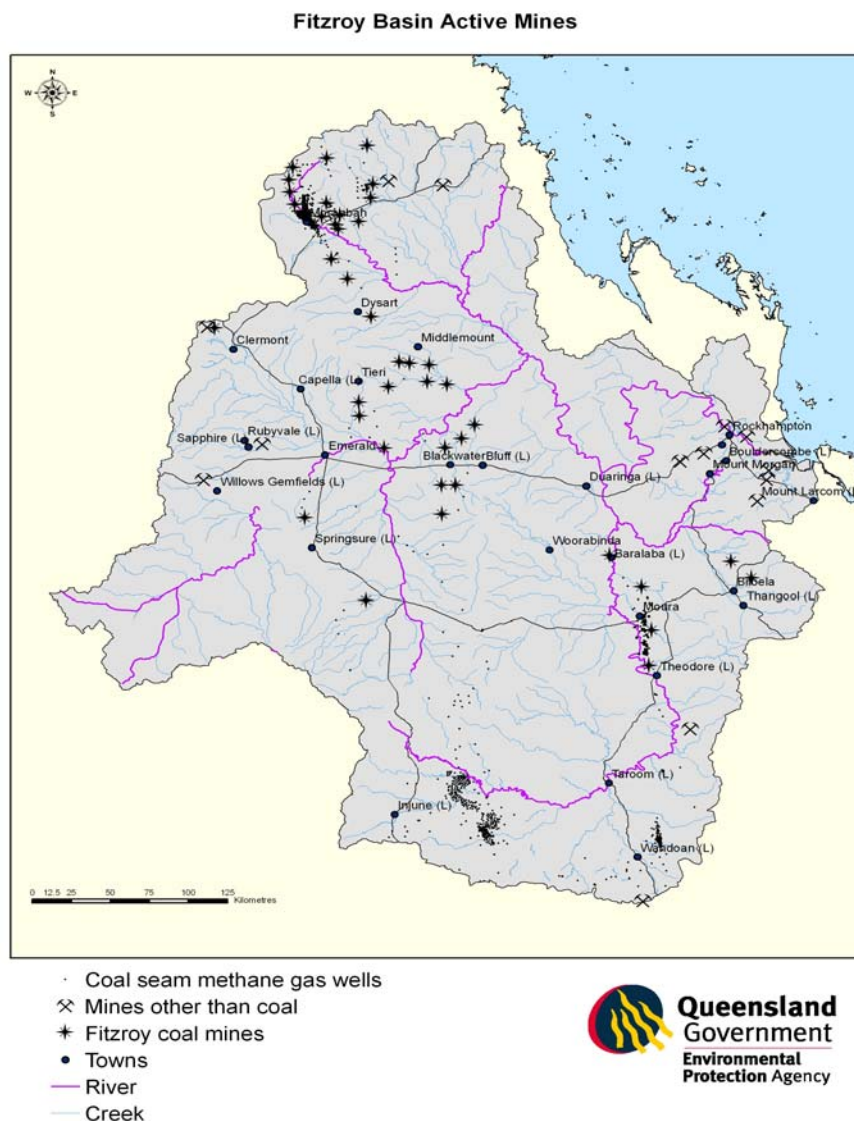 Fitzroy Basin Active Mines
N
W E
S
Moranbah
Dysart
Middlemount
Clermont
Capella (L)
Tieri
Rubyvale (L)
Sapphire (L)
Emerald
Rockhampton
Bouldercombe (L)
Blackwater
Bluff (L)
Mount Morgan
Willows Gemfields (L)
Duaringa (L)
Mount Larcom (L)
Springsure (L)
Woorabinda
Baralaba (L)
Biloela
Thangool (L)
Moura
Theodore (L)
Taroom (L)
Injune (L)
Wandoan (L)
0 12.5 25 50 75 100 125
Kilometres
Coal seam methane gas wells
Mines other than coal
Fitzroy coal mines
Towns
River
Creek
Queensland
Government
Environmental
Protection Agency